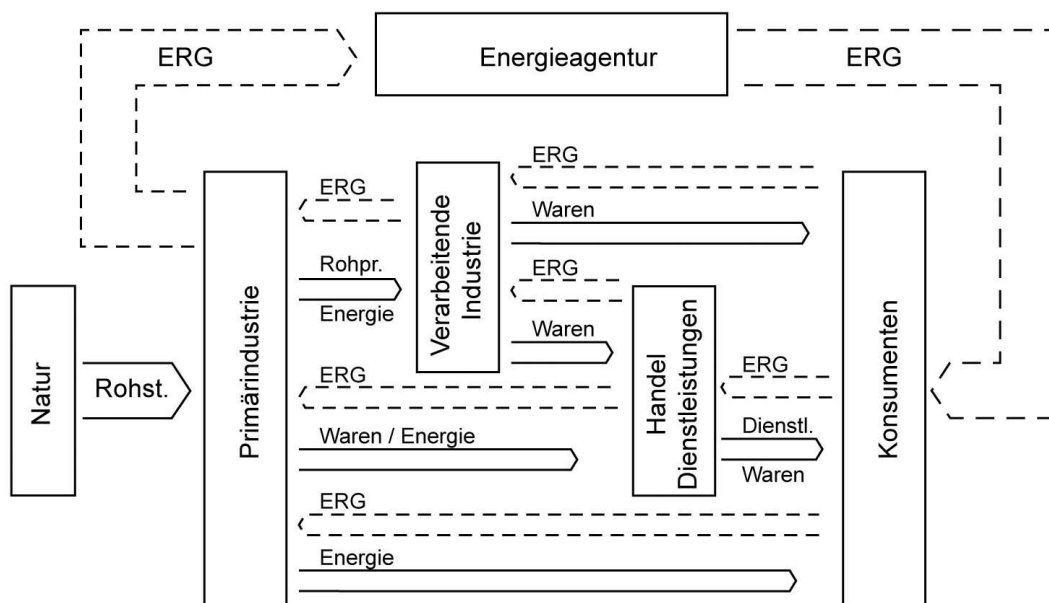 ERG
Energieagentur
ERG
ERG
ERG
Waren
Rohpr.
Energie
ERG
Waren
Verarbeitende
Industrie
Natur
Rohst.
Primärindustrie
ERG
Waren / Energie
Handel
Dienstleistungen
ERG
Dienstl.
Waren
Konsumenten
ERG
Energie